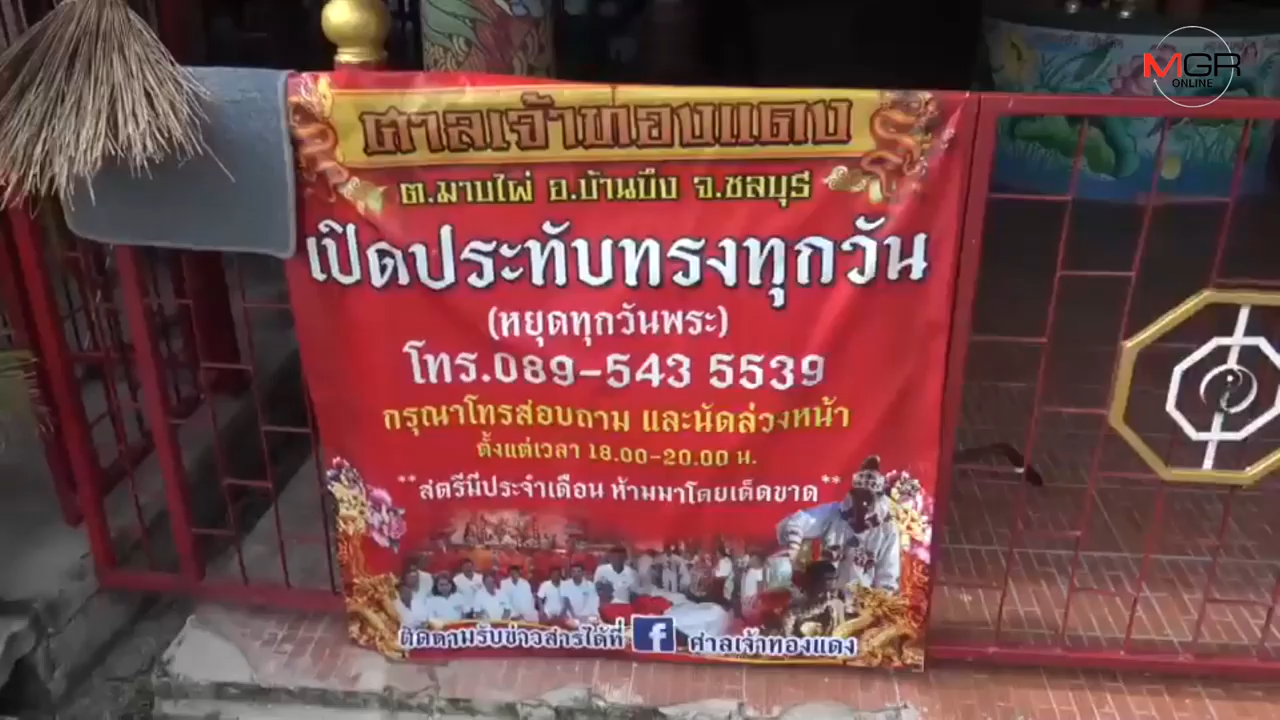 MGR
ONLINE
ศาลเจ้าทองแดง
ต.มาบไผ่ อ.บ้านบึง จ.ชลบุรี
เปิดประทับทรงทุกวัน
(หยุดทุกวันพระ)
โทร.089-543 5539
กรุณาโทรสอบถาม และนัดล่วงหน้า
ตั้งแต่เวลา 18.00-20.00 น.
**สตรีมีประจำเดือน ห้ามมาโดยเด็ดขาด**
ติดตามรับข่าวสารได้ที่ f ศาลเจ้าทองแดง